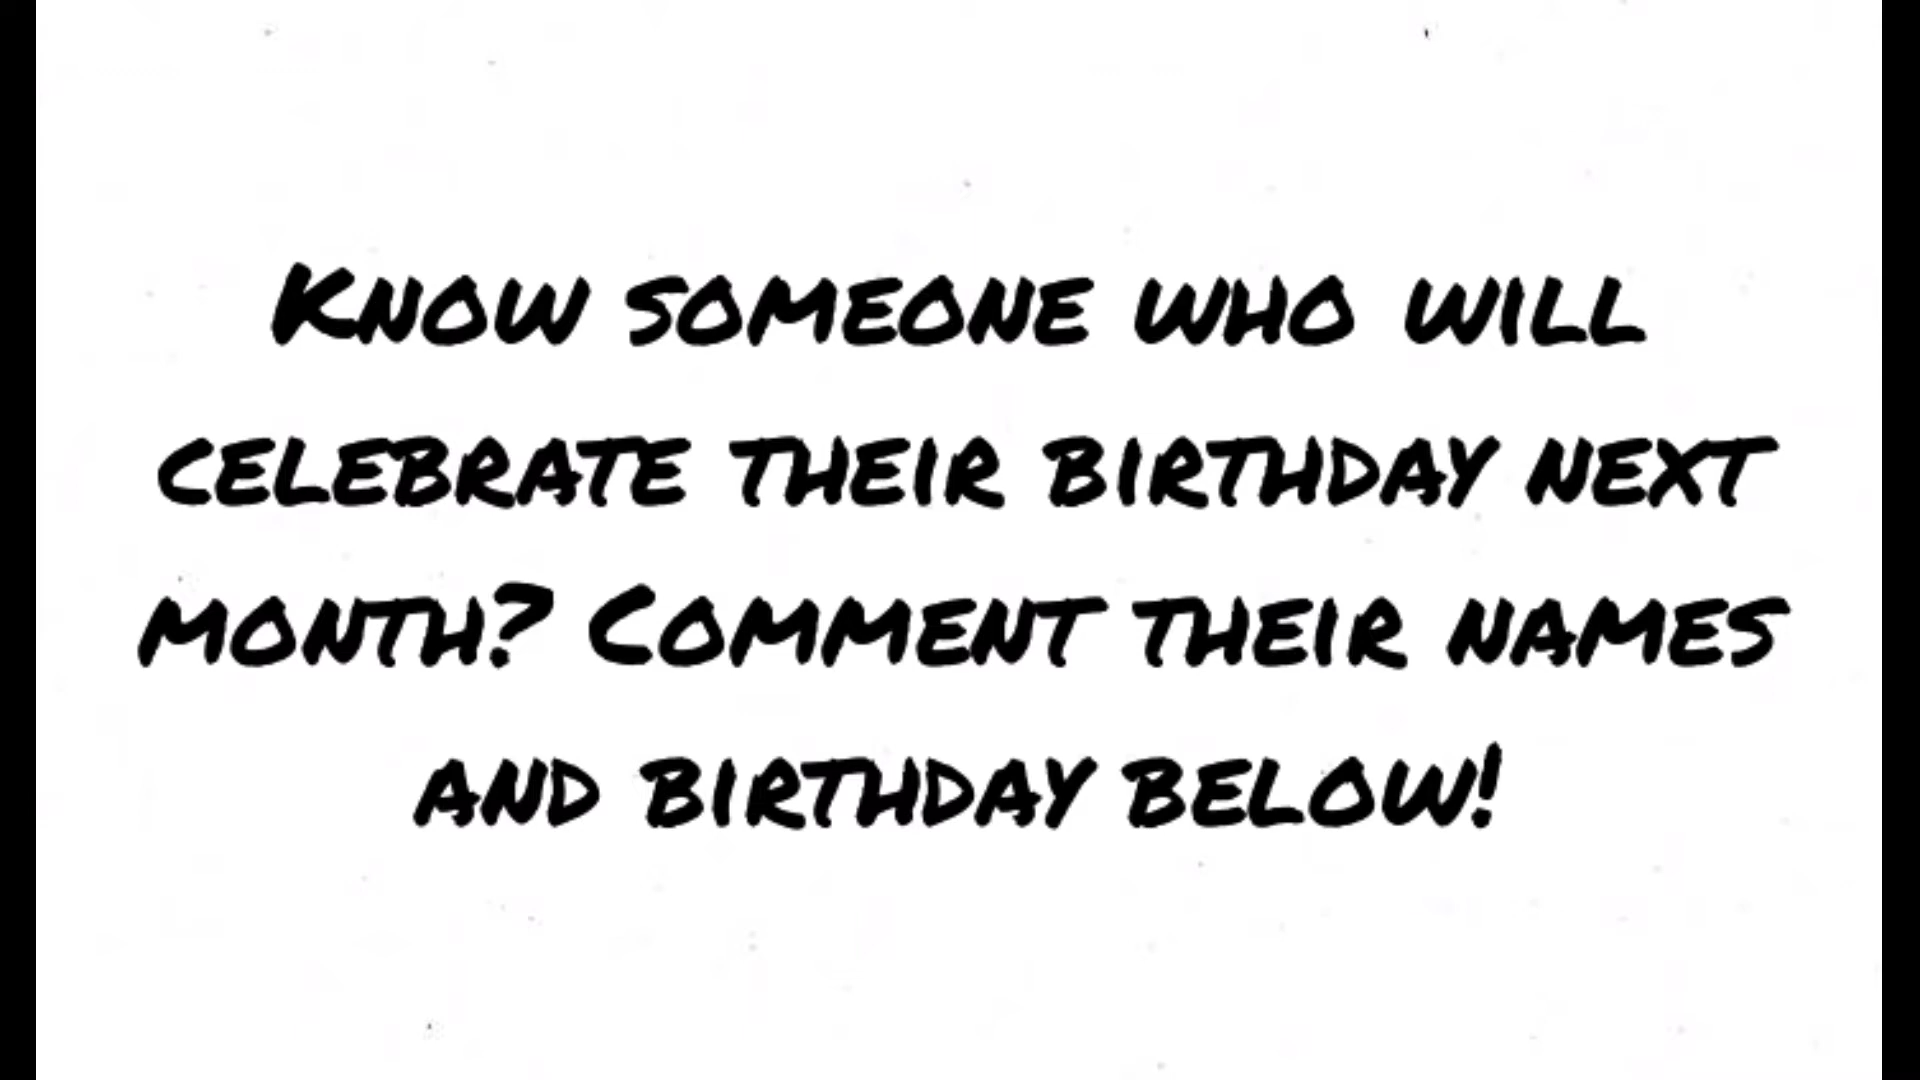 Know someone who will
celebrate their birthday next
month? Comment their names
and birthday below!